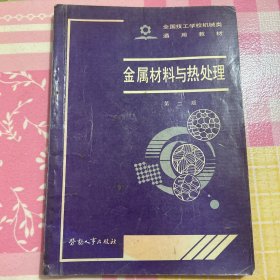 全国技工学校机械类
通用教材
金属材料与热处理
第二版
劳动人事出版社